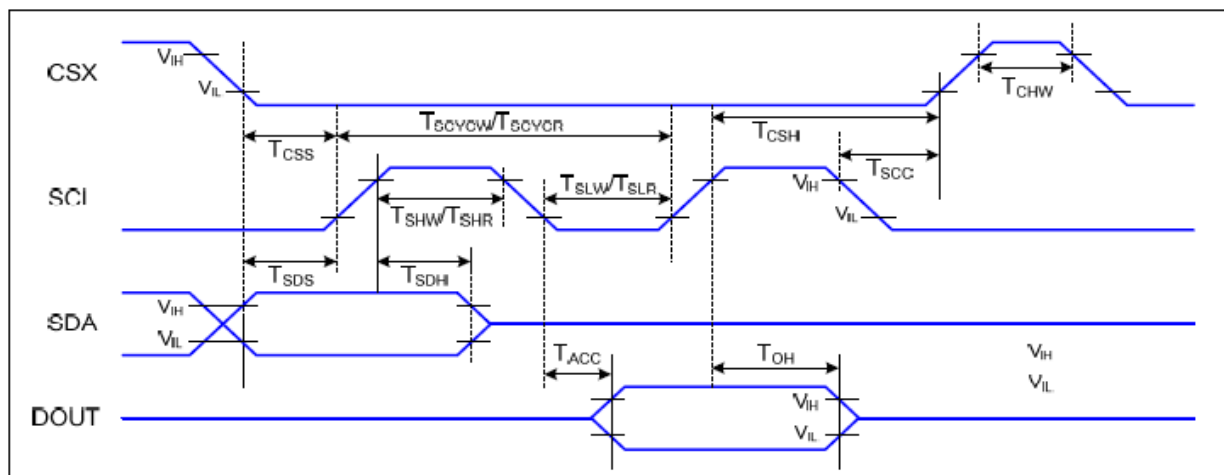 CSX
VIH
VIL
TCHW
TSCYCW/TSCYCR
TCSS
TCSH
TSCC
SCL
TSLW/TSLR
VIH
TSHW/TSHR
VIL
TSDS
TSDH
VIH
SDA
VIL
TACC
TOH
VIH
VIL
DOUT
VIH
VIL